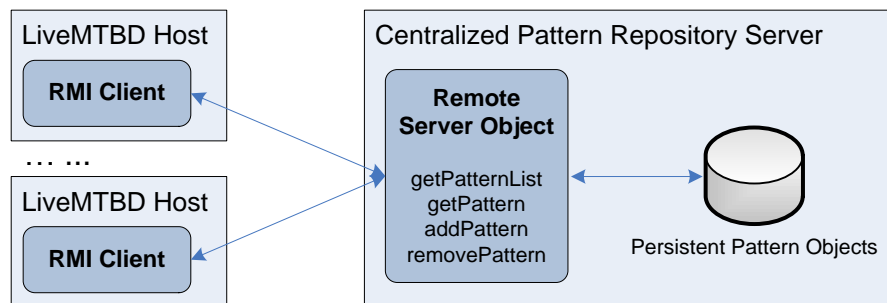 LiveMTBD Host
RMI Client
... ...
LiveMTBD Host
RMI Client
Centralized Pattern Repository Server
Remote
Server Object
getPatternList
getPattern
addPattern
removePattern
Persistent Pattern Objects